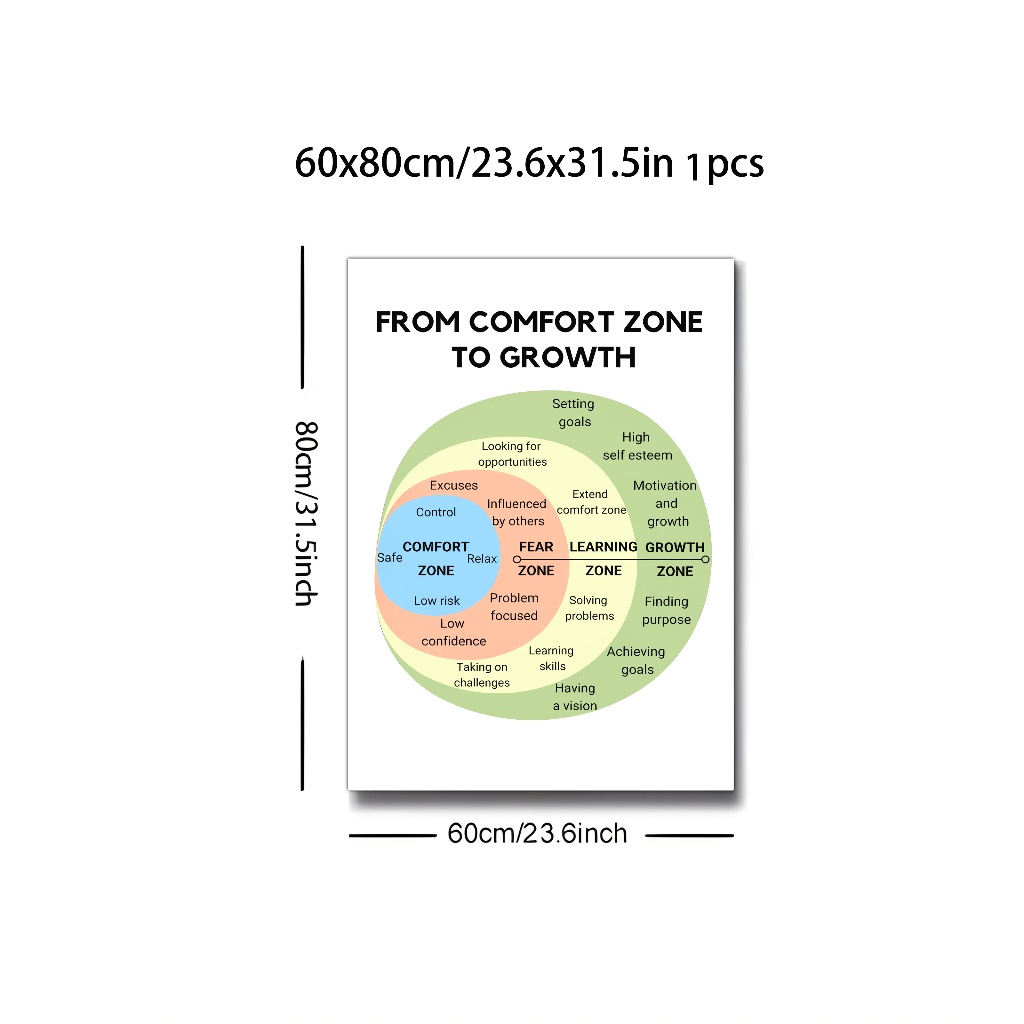 60x80cm/23.6x31.5in 1pcs
80cm/31.5inch
FROM COMFORT ZONE
TO GROWTH
Setting
goals
High
self esteem
Looking for
opportunities
Motivation
and
growth
Excuses
Extend
comfort zone
Influenced
by others
Control
COMFORT
ZONE
Safe
Relax
FEAR
ZONE
LEARNING
ZONE
GROWTH
ZONE
Low risk
Problem
focused
Solving
problems
Finding
purpose
Low
confidence
Learning
skills
Achieving
goals
Taking on
challenges
Having
a vision
60cm/23.6inch